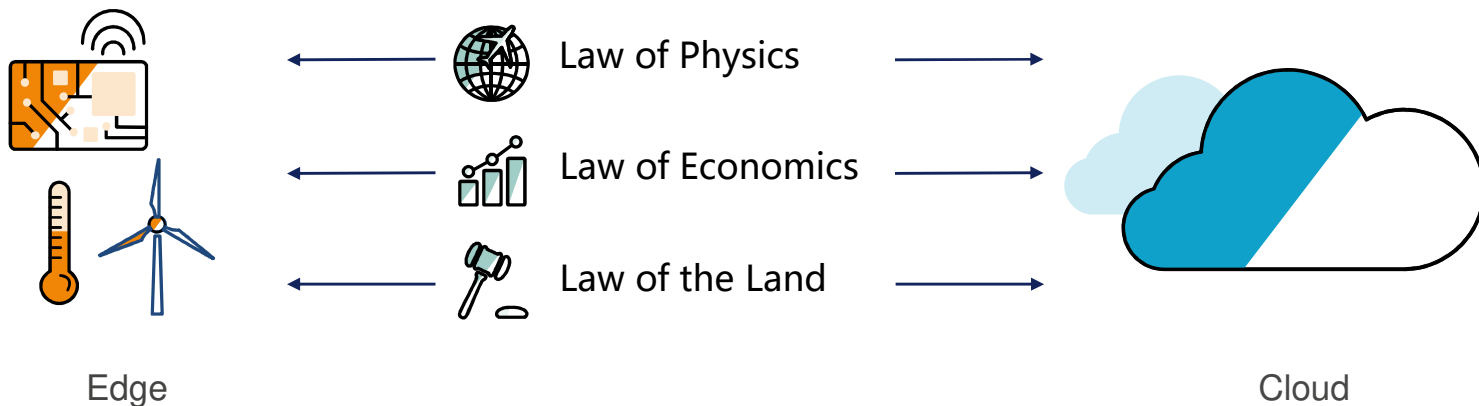 Law of Physics
Law of Economics
Law of the Land
Edge
Cloud